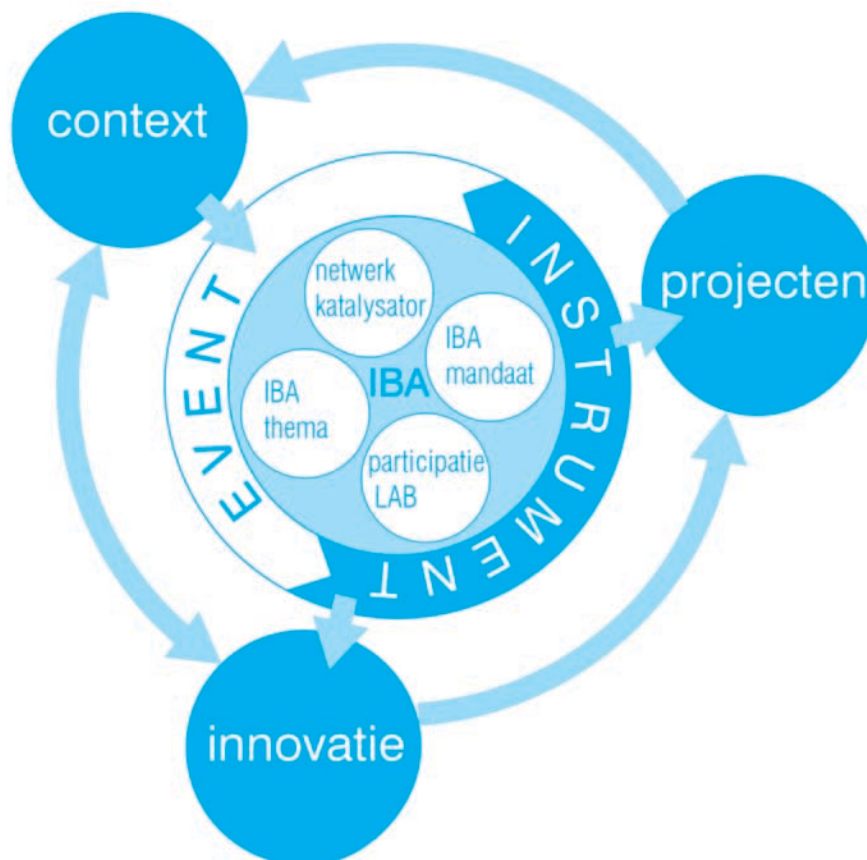 context
projecten
innovatie
EVENT
INSTRUMENT
netwerk
katalysator
IBA
mandaat
IBA
IBA
thema
participatie
LAB